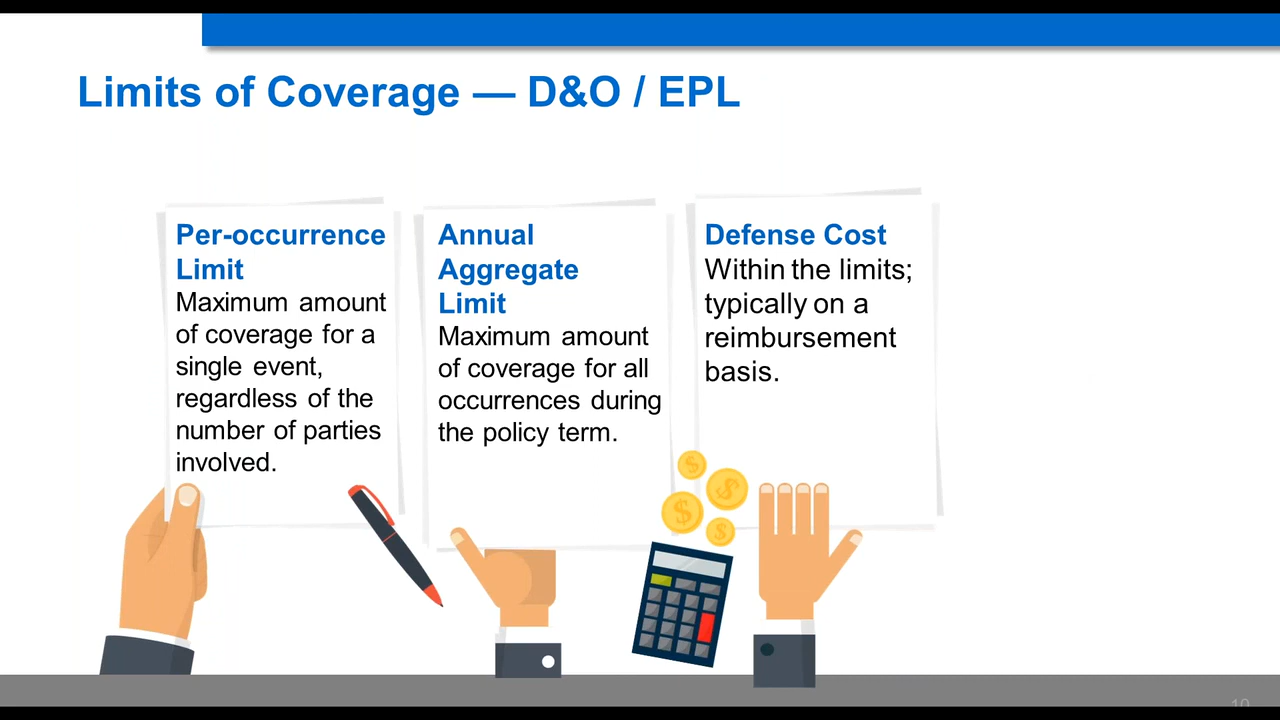 Limits of Coverage — D&O / EPL
Per-occurrence
Limit
Maximum amount
of coverage for a
single event,
regardless of the
number of parties
involved.
Annual
Aggregate
Limit
Maximum amount
of coverage for all
occurrences during
the policy term.
Defense Cost
Within the limits;
typically on a
reimbursement
basis.
$
$
$
$